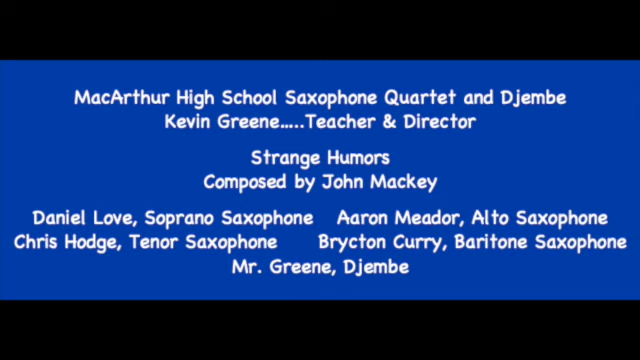 MacArthur High School Saxophone Quartet and Djembe
Kevin Greene.....Teacher & Director
Strange Humors
Composed by John Mackey
Daniel Love, Soprano Saxophone Aaron Meador, Alto Saxophone
Chris Hodge, Tenor Saxophone Brycton Curry, Baritone Saxophone
Mr. Greene, Djembe